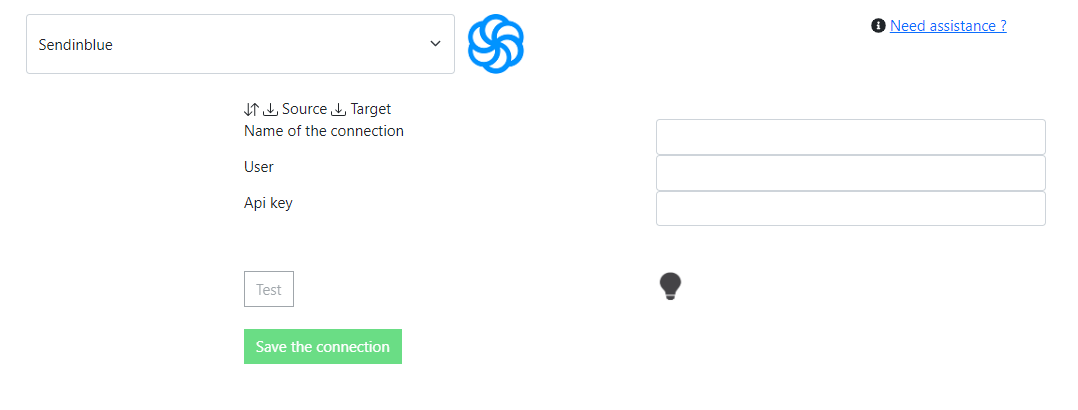 Sendinblue
Need assistance ?
Source Target
Name of the connection
User
Api key
Test
Save the connection